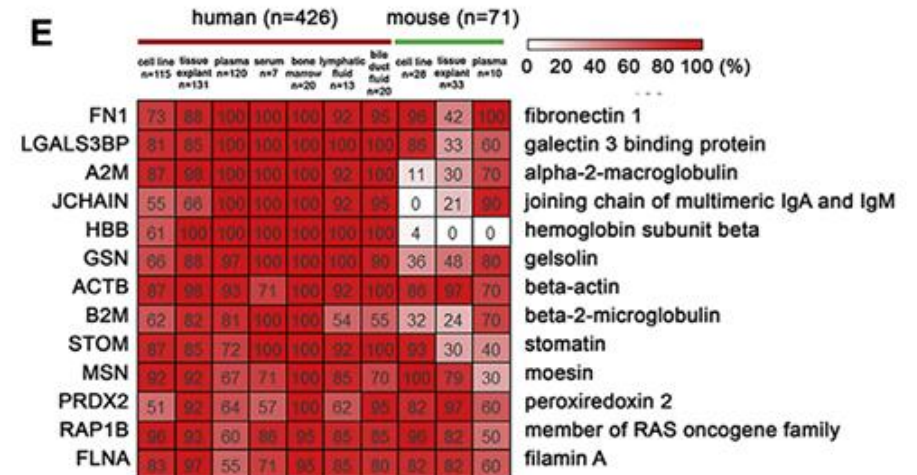 E
human (n=426) mouse (n=71)
0 20 40 60 80 100 (%)
cell line n=115
tissue explant n=131
plasma n=120
serum n=7
bone marrow n=20
lymphatic fluid n=13
bile duct fluid n=20
cell line n=28
tissue explant n=33
plasma n=10
FN1 73 88 100 100 100 92 95 96 42 100 fibronectin 1
LGALS3BP 81 85 100 100 100 100 100 86 33 60 galectin 3 binding protein
A2M 87 98 100 100 100 92 100 11 30 70 alpha-2-macroglobulin
JCHAIN 55 66 100 100 100 92 95 0 21 90 joining chain of multimeric IgA and IgM
HBB 61 100 100 100 100 100 100 4 0 0 hemoglobin subunit beta
GSN 66 88 97 100 100 100 90 36 48 80 gelsolin
ACTB 87 98 93 71 100 92 100 86 97 70 beta-actin
B2M 62 82 81 100 100 54 55 32 24 70 beta-2-microglobulin
STOM 87 85 72 100 100 92 100 93 30 40 stomatin
MSN 92 92 67 71 100 85 70 100 79 30 moesin
PRDX2 51 92 64 57 100 62 95 82 97 60 peroxiredoxin 2
RAP1B 96 93 60 86 95 85 85 96 82 50 member of RAS oncogene family
FLNA 83 97 55 71 95 85 80 82 82 60 filamin A